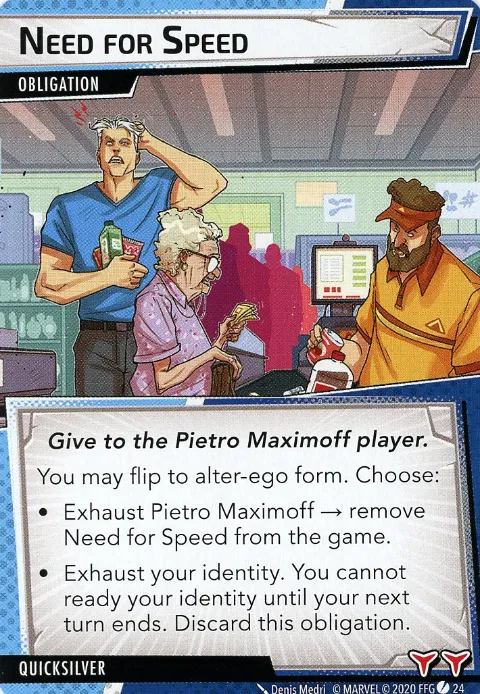 NEED FOR SPEED
OBLIGATION
Give to the Pietro Maximoff player.
You may flip to alter-ego form. Choose:
• Exhaust Pietro Maximoff → remove
Need for Speed from the game.
• Exhaust your identity. You cannot
ready your identity until your next
turn ends. Discard this obligation.
QUICKSILVER
Denis Medri © MARVEL © 2020 FFG 24